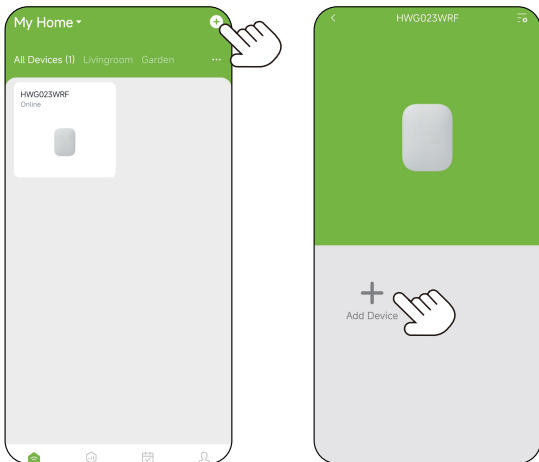 My Home
All Devices (1) Livingroom Garden ...
HWG023WRF
Online
HWG023WRF
Add Device